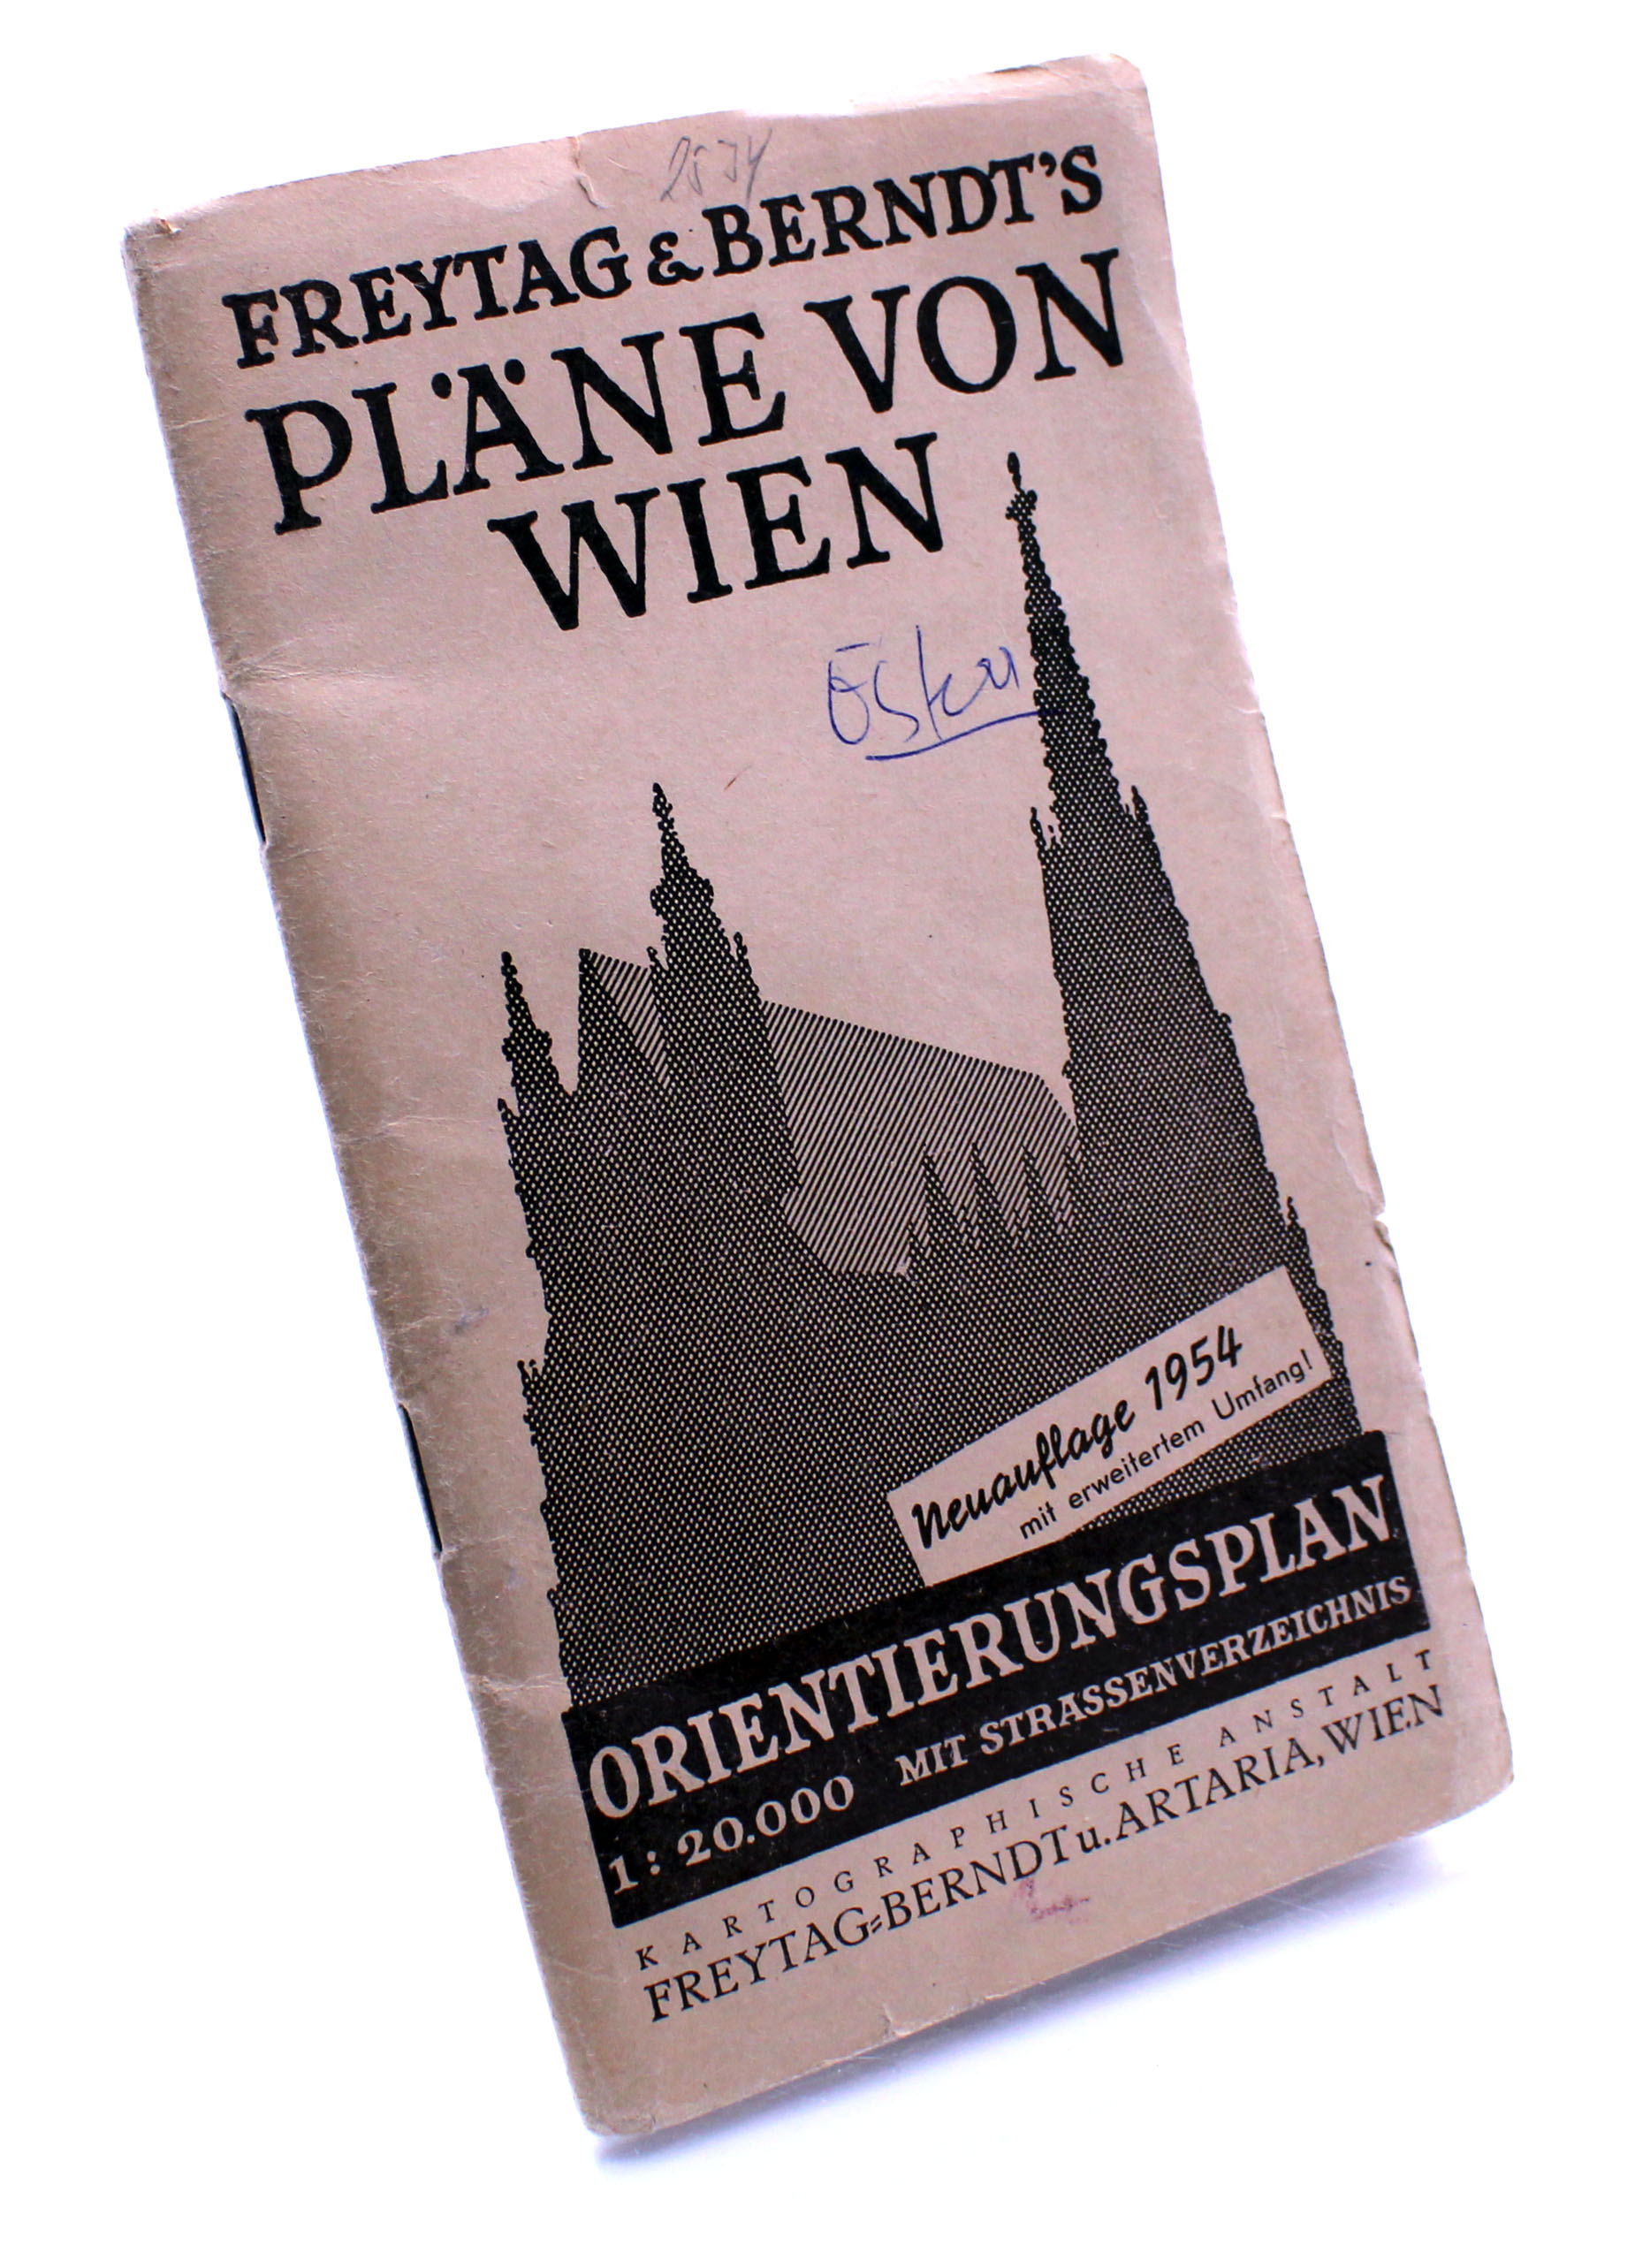 FREYTAG & BERNDT'S
PLÄNE VON
WIEN
Neuauflage 1954
mit erweitertem Umfang!
ORIENTIERUNGSPLAN
1:20.000 MIT STRASSENVERZEICHNIS
KARTOGRAPHISCHE ANSTALT
FREYTAG=BERNDT u. ARTARIA, WIEN